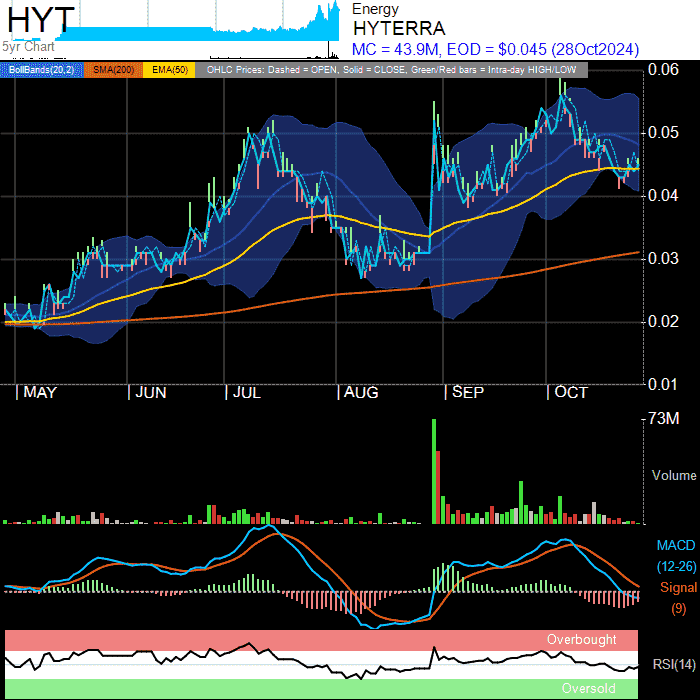 HYT
Energy
HYTERRA
5yr Chart
MC = 43.9M, EOD = $0.045 (28Oct2024)
BollBands(20,2) SMA(200) EMA(50) OHLC Prices: Dashed = OPEN, Solid = CLOSE, Green/Red bars = Intra-day HIGH/LOW
0.06
0.05
0.04
0.03
0.02
0.01
MAY JUN JUL AUG SEP OCT
73M
Volume
MACD
(12-26)
Signal
(9)
Overbought
RSI(14)
Oversold